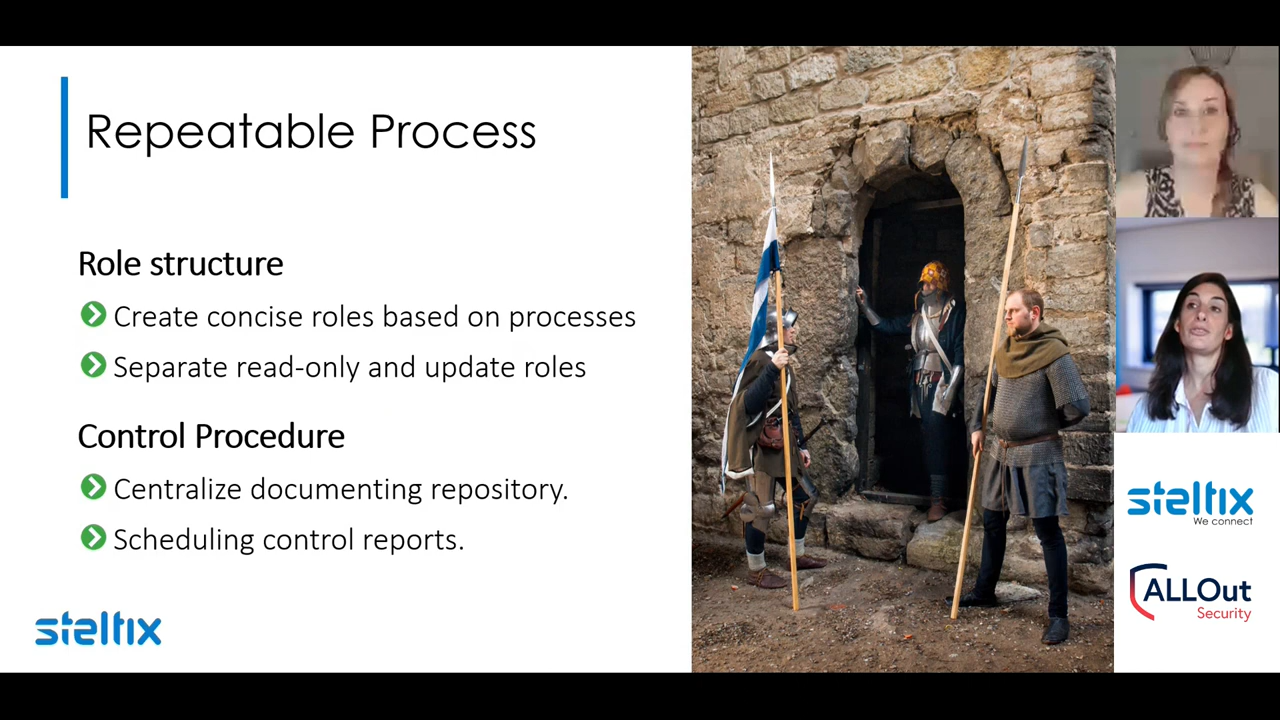 Repeatable Process
Role structure
Create concise roles based on processes
Separate read-only and update roles
Control Procedure
Centralize documenting repository.
Scheduling control reports.
steltix
steltix
We connect
ALLOut
Security